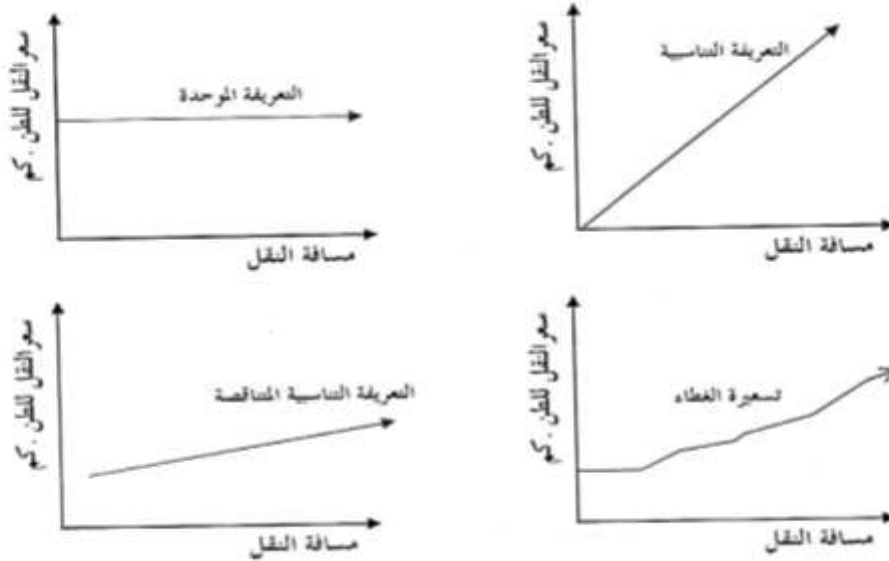 سعر النقل للطن . كم
التعريفة التناسبية
مسافة النقل
سعر النقل للطن . كم
التعريفة الموحدة
مسافة النقل
سعر النقل للطن . كم
تسعيرة الغطاء
مسافة النقل
سعر النقل للطن . كم
التعريفة التناسبية المتناقصة
مسافة النقل